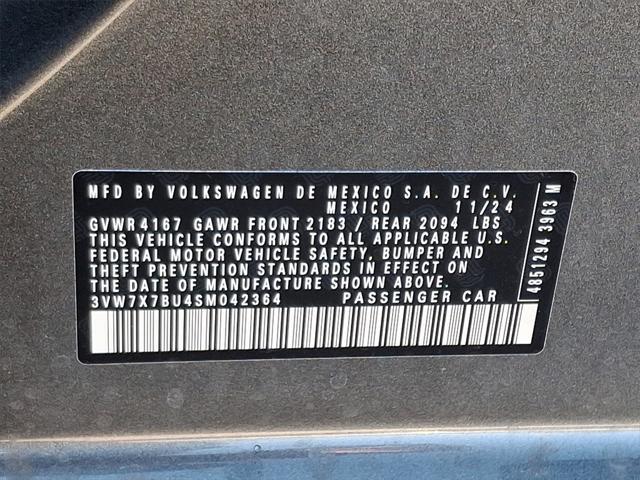 MFD BY VOLKSWAGEN DE MEXICO S.A. DE C.V.
MEXICO 11/24
GVWR 4167 GAWR FRONT 2183 / REAR 2094 LBS
THIS VEHICLE CONFORMS TO ALL APPLICABLE U.S.
FEDERAL MOTOR VEHICLE SAFETY, BUMPER AND
THEFT PREVENTION STANDARDS IN EFFECT ON
THE DATE OF MANUFACTURE SHOWN ABOVE.
3VW7X7BU4SM042364 PASSENGER CAR
4851294 3963 M